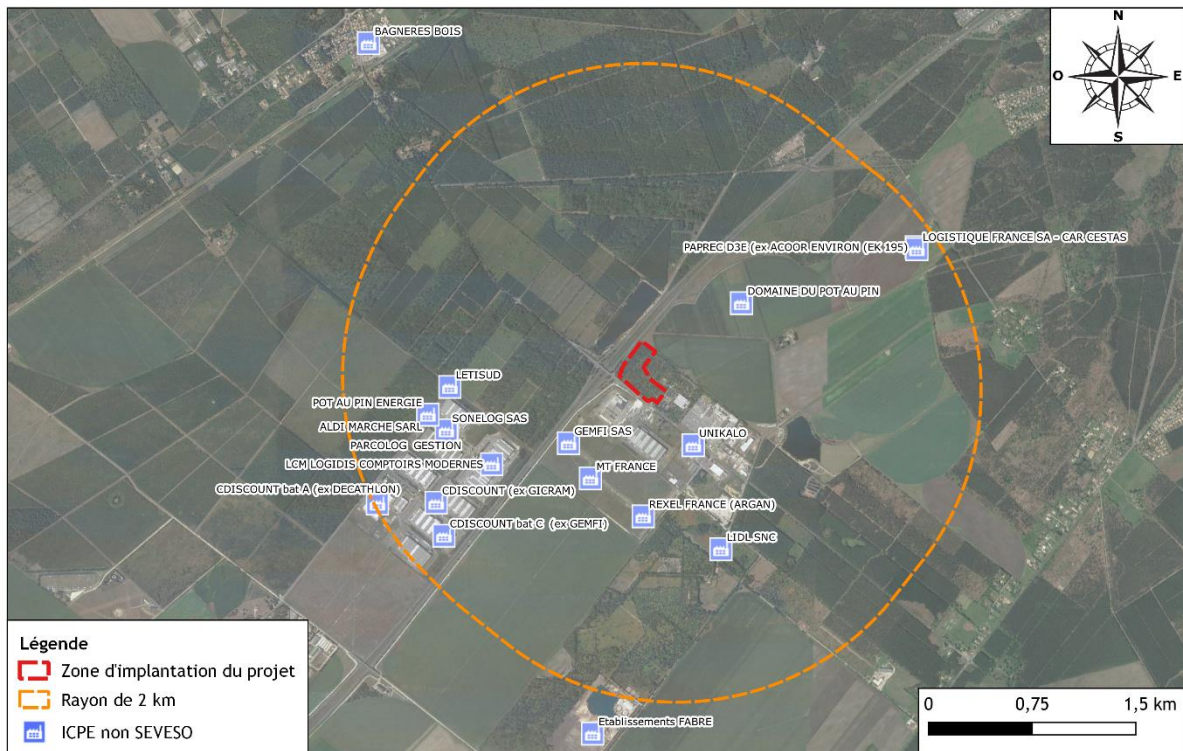 BAGNERES BOIS
N
O
E
S
LOGISTIQUE FRANCE SA - CAR CESTAS
PAPREC D3E (ex ACOOR ENVIRON (EK 195)
DOMAINE DU POT AU PIN
LETISUD
POT AU PIN ENERGIE
ALDI MARCHE SARL
SONELOG SAS
PARCOLOG GESTION
GEMFI SAS
UNIKALO
LCM LOGIDIS COMPTOIRS MODERNES
MT FRANCE
CDISCOUNT bat A (ex DECATHLON)
CDISCOUNT (ex GICRAM)
REXEL FRANCE (ARGAN)
CDISCOUNT bat C (ex GEMFI)
LIDL SNC
Etablissements FABRE
Légende
Zone d'implantation du projet
Rayon de 2 km
ICPE non SEVESO
0 0,75 1,5 km